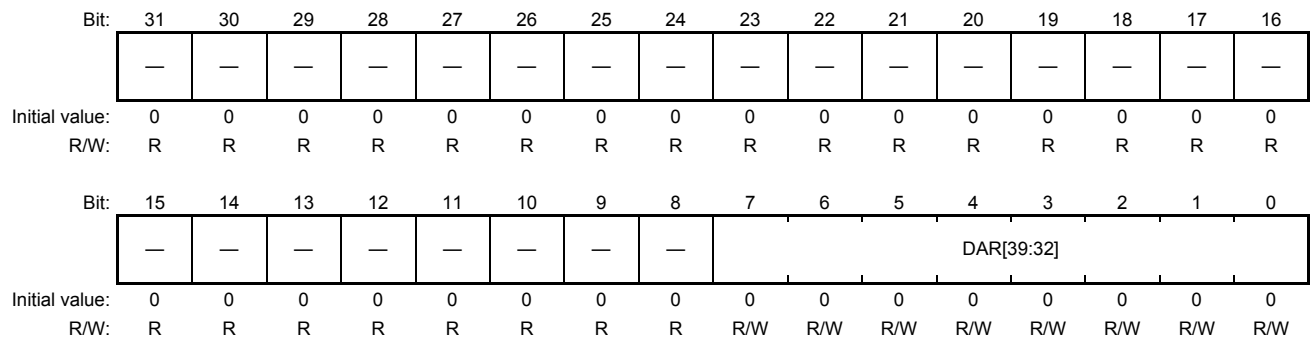 Bit: 31 30 29 28 27 26 25 24 23 22 21 20 19 18 17 16
— — — — — — — — — — — — — — — —
Initial value: 0 0 0 0 0 0 0 0 0 0 0 0 0 0 0 0
R/W: R R R R R R R R R R R R R R R R
Bit: 15 14 13 12 11 10 9 8 7 6 5 4 3 2 1 0
— — — — — — — — DAR[39:32]
Initial value: 0 0 0 0 0 0 0 0 0 0 0 0 0 0 0 0
R/W: R R R R R R R R R/W R/W R/W R/W R/W R/W R/W R/W